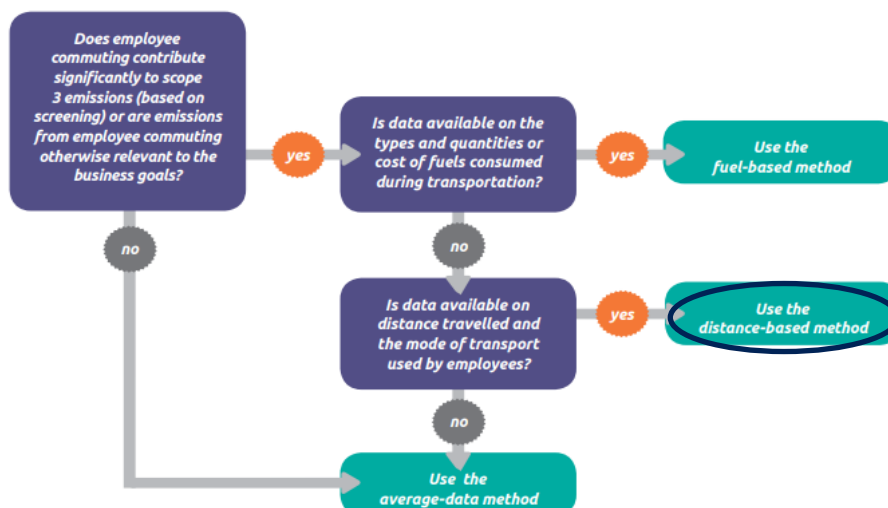 Does employee
commuting contribute
significantly to scope
3 emissions (based on
screening) or are emissions
from employee commuting
otherwise relevant to the
business goals?
yes
Is data available on the
types and quantities or
cost of fuels consumed
during transportation?
yes
Use the
fuel-based method
no
no
Is data available on
distance travelled and
the mode of transport
used by employees?
yes
Use the
distance-based method
no
Use the
average-data method